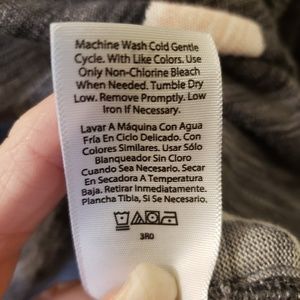 Machine Wash Cold Gentle
Cycle. With Like Colors. Use
Only Non-Chlorine Bleach
When Needed. Tumble Dry
Low. Remove Promptly. Low
Iron If Necessary.
Lavar A Máquina Con Agua
Fría En Ciclo Delicado. Con
Colores Similares. Usar Sólo
Blanqueador Sin Cloro
Cuando Sea Necesario. Secar
En Secadora A Temperatura
Baja. Retirar Inmediatamente.
Plancha Tibia, Si Se Necesario.
3R0